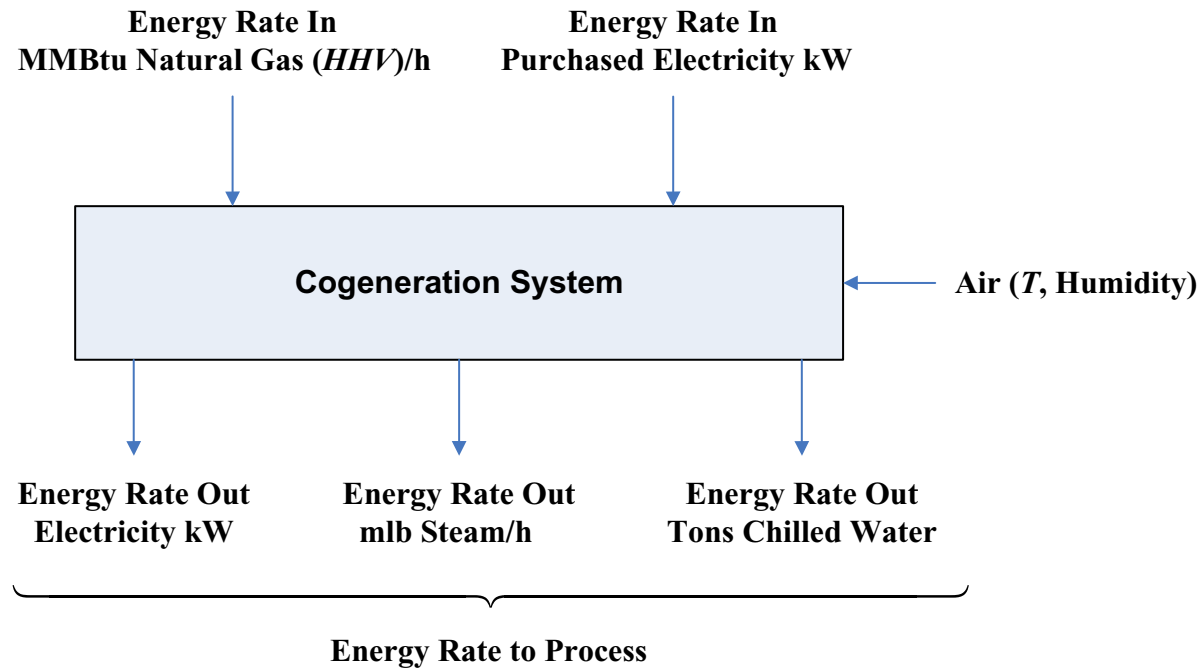 Energy Rate In
MMBtu Natural Gas (HHV)/h
Energy Rate In
Purchased Electricity kW
Cogeneration System
Air (T, Humidity)
Energy Rate Out
Electricity kW
Energy Rate Out
mlb Steam/h
Energy Rate Out
Tons Chilled Water
Energy Rate to Process